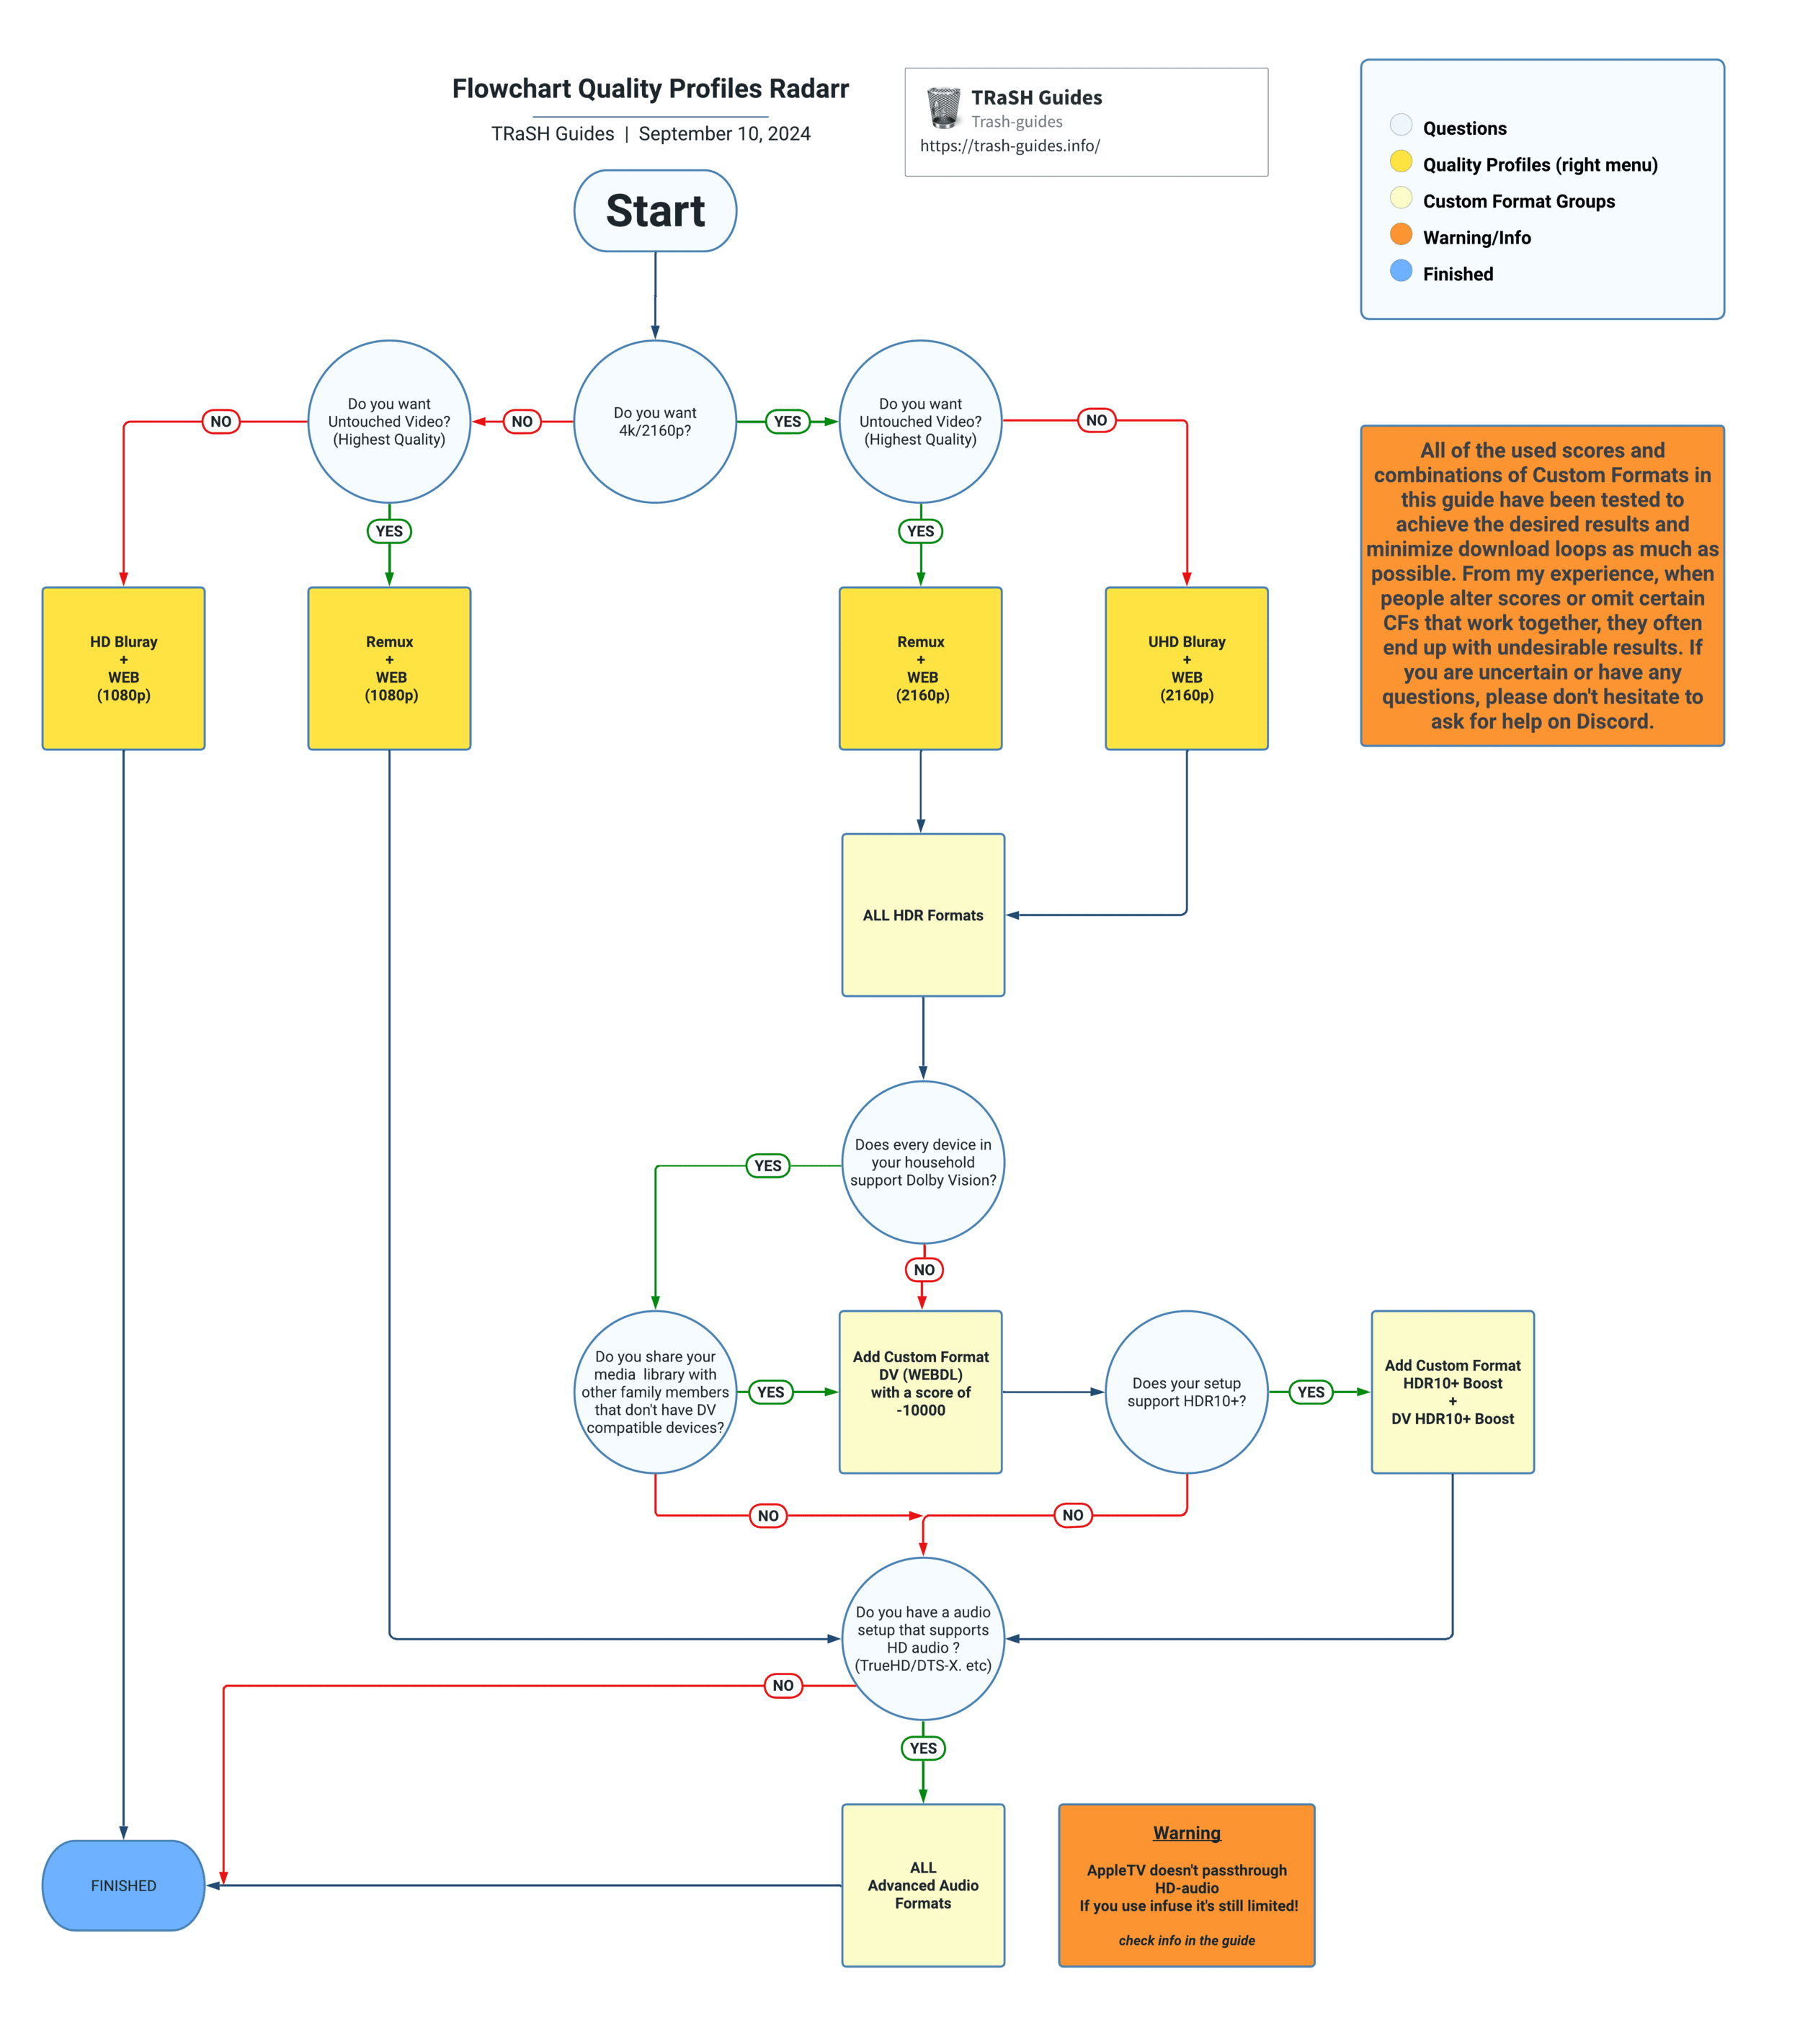 Flowchart Quality Profiles Radarr
TRaSH Guides | September 10, 2024
TRaSH Guides
Trash-guides
https://trash-guides.info/
Questions
Quality Profiles (right menu)
Custom Format Groups
Warning/Info
Finished
Start
Do you want
Untouched Video?
(Highest Quality)
Do you want
4k/2160p?
Do you want
Untouched Video?
(Highest Quality)
NO
NO
YES
NO
YES
YES
All of the used scores and
combinations of Custom Formats in
this guide have been tested to
achieve the desired results and
minimize download loops as much as
possible. From my experience, when
people alter scores or omit certain
CFs that work together, they often
end up with undesirable results. If
you are uncertain or have any
questions, please don't hesitate to
ask for help on Discord.
HD Bluray
+
WEB
(1080p)
Remux
+
WEB
(1080p)
Remux
+
WEB
(2160p)
UHD Bluray
+
WEB
(2160p)
ALL HDR Formats
Does every device in
your household
support Dolby Vision?
YES
NO
Do you share your
media library with
other family members
that don't have DV
compatible devices?
YES
Add Custom Format
DV (WEBDL)
with a score of
-10000
Does your setup
support HDR10+?
YES
Add Custom Format
HDR10+ Boost
+
DV HDR10+ Boost
NO
NO
Do you have a audio
setup that supports
HD audio ?
(TrueHD/DTS-X. etc)
NO
YES
FINISHED
ALL
Advanced Audio
Formats
Warning
AppleTV doesn't passthrough
HD-audio
If you use infuse it's still limited!
check info in the guide